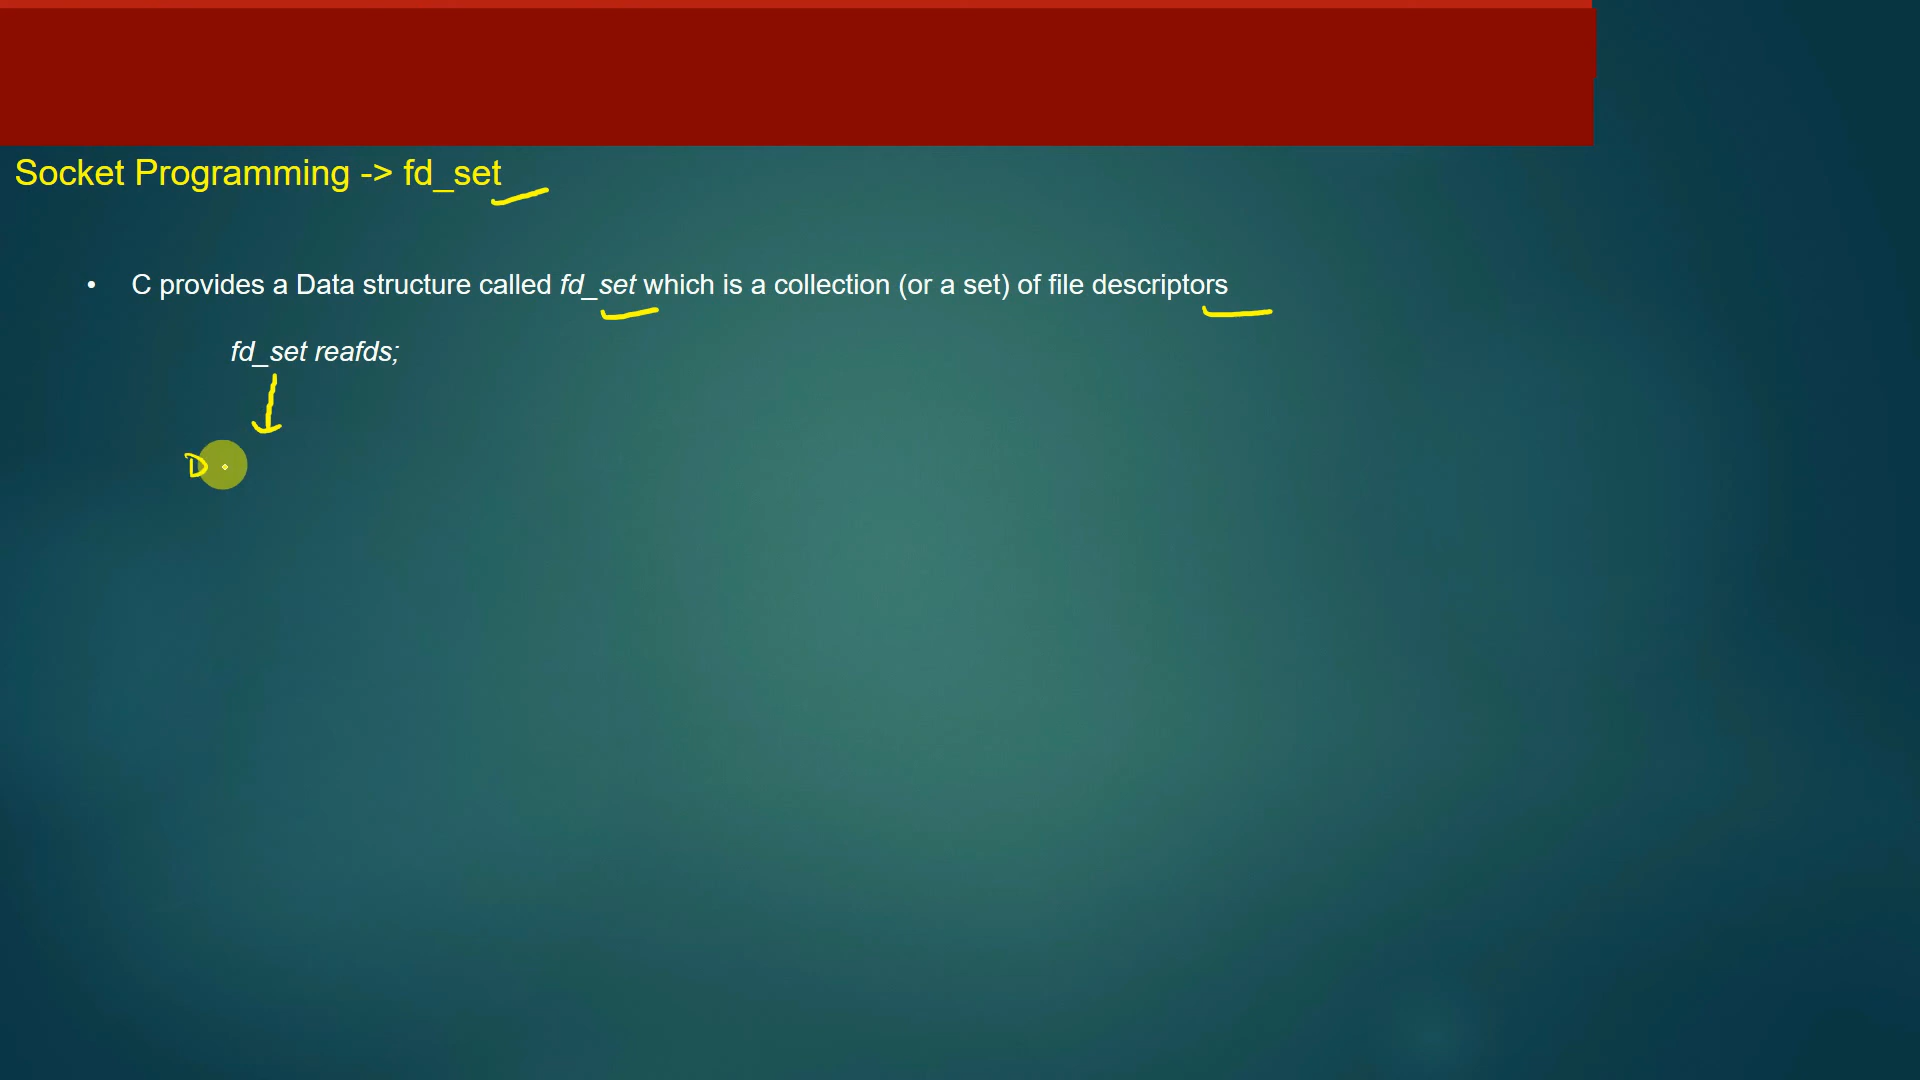 Socket Programming -> fd_set
• C provides a Data structure called fd_set which is a collection (or a set) of file descriptors
fd_set reafds;
D